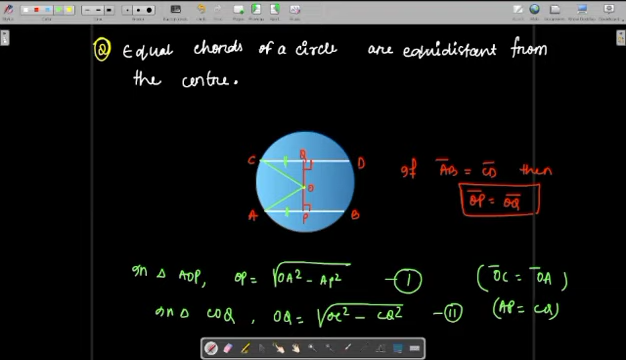 Q Equal chords of a circle are equidistant from
the centre.
C Q D
O
A P B
If AB = CD then
OP = OQ
In △ AOP, OP = √OA² - AP² - I
(OC = OA)
In △ COQ, OQ = √OC² - CQ² - II
(AP = CQ)